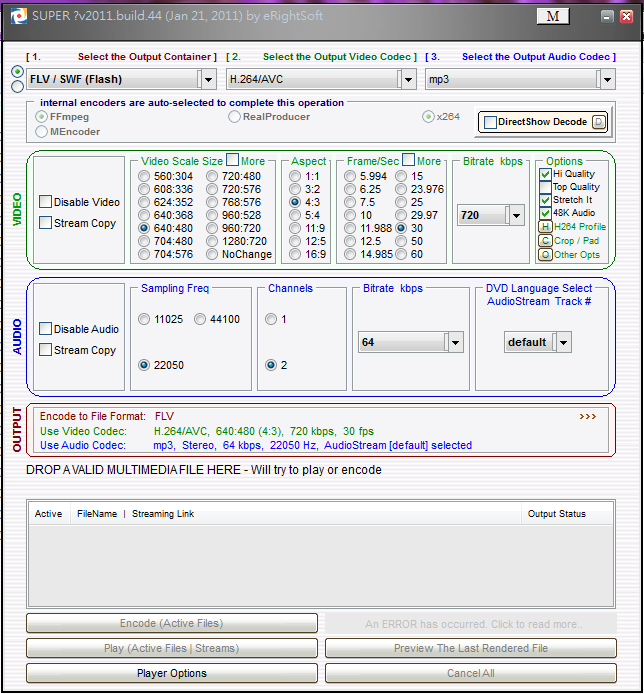 SUPER ?v2011.build.44 (Jan 21, 2011) by eRightSoft
M
[ 1. Select the Output Container ] [ 2. Select the Output Video Codec ] [ 3. Select the Output Audio Codec ]
FLV / SWF (Flash) H.264/AVC mp3
internal encoders are auto-selected to complete this operation
FFmpeg RealProducer x264
MEncoder
DirectShow Decode D
VIDEO
Disable Video
Stream Copy
Video Scale Size More
560:304 720:480
608:336 720:576
624:352 768:576
640:368 960:528
640:480 960:720
704:480 1280:720
704:576 NoChange
Aspect
1:1
3:2
4:3
5:4
11:9
12:5
16:9
Frame/Sec More
5.994 15
6.25 23.976
7.5 25
10 29.97
11.988 30
12.5 50
14.985 60
Bitrate kbps
720
Options
Hi Quality
Top Quality
Stretch It
48K Audio
H H264 Profile
C Crop / Pad
O Other Opts
AUDIO
Disable Audio
Stream Copy
Sampling Freq
11025 44100
22050
Channels
1
2
Bitrate kbps
64
DVD Language Select
AudioStream Track #
default
OUTPUT
Encode to File Format: FLV >>>
Use Video Codec: H.264/AVC, 640:480 (4:3), 720 kbps, 30 fps
Use Audio Codec: mp3, Stereo, 64 kbps, 22050 Hz, AudioStream [default] selected
DROP A VALID MULTIMEDIA FILE HERE - Will try to play or encode
Active FileName | Streaming Link Output Status
Encode (Active Files) An ERROR has occurred. Click to read more..
Play (Active Files | Streams) Preview The Last Rendered File
Player Options Cancel All